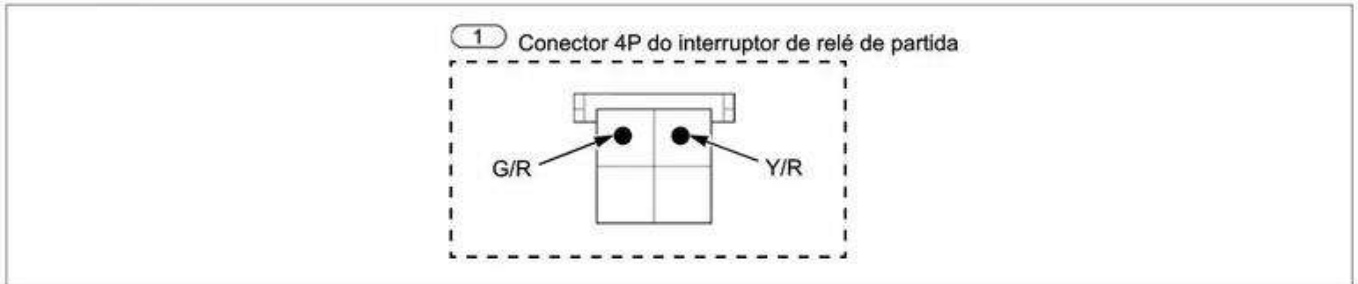 1 Conector 4P do interruptor de relé de partida
G/R Y/R